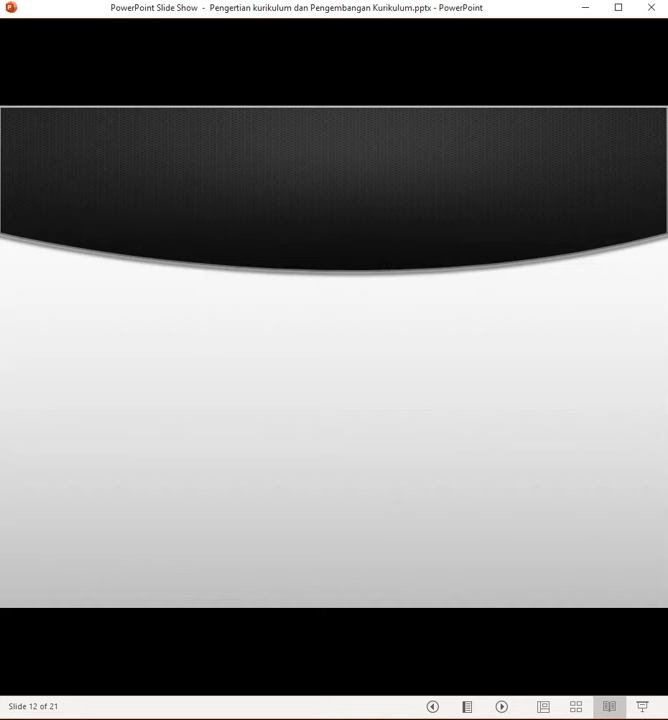 PowerPoint Slide Show - Pengertian kurikulum dan Pengembangan Kurikulum.pptx - PowerPoint
Slide 12 of 21